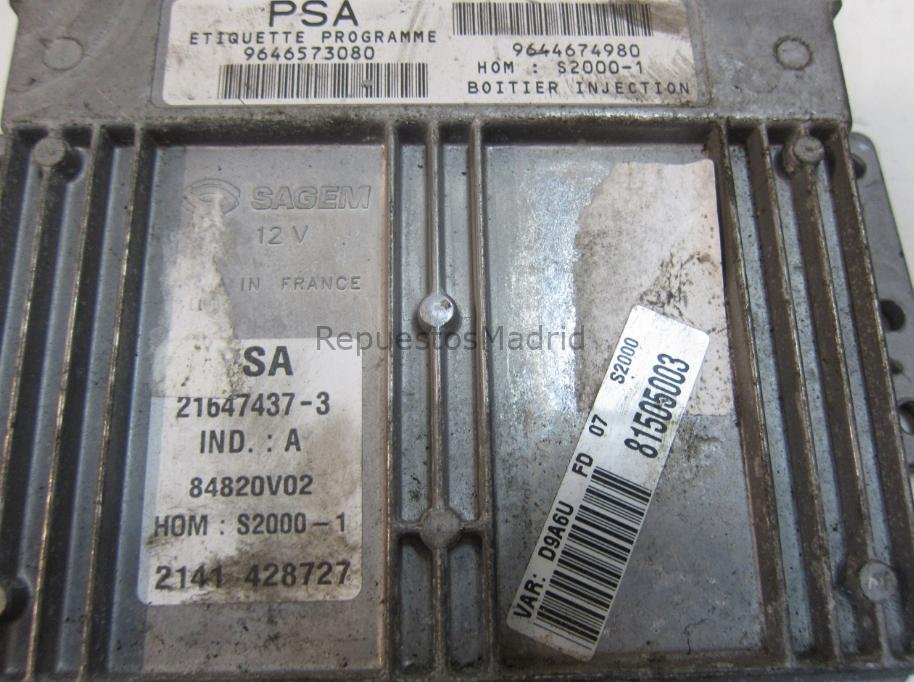 PSA
ETIQUETTE PROGRAMME
9646573080
9644674980
HOM : S2000-1
BOITIER INJECTION
SAGEM
12 V
IN FRANCE
RepuestosMadrid
SA
21647437-3
IND. : A
84820V02
HOM : S2000-1
2141 428727
VAR: D9A6U FD 07 S2000
81505003